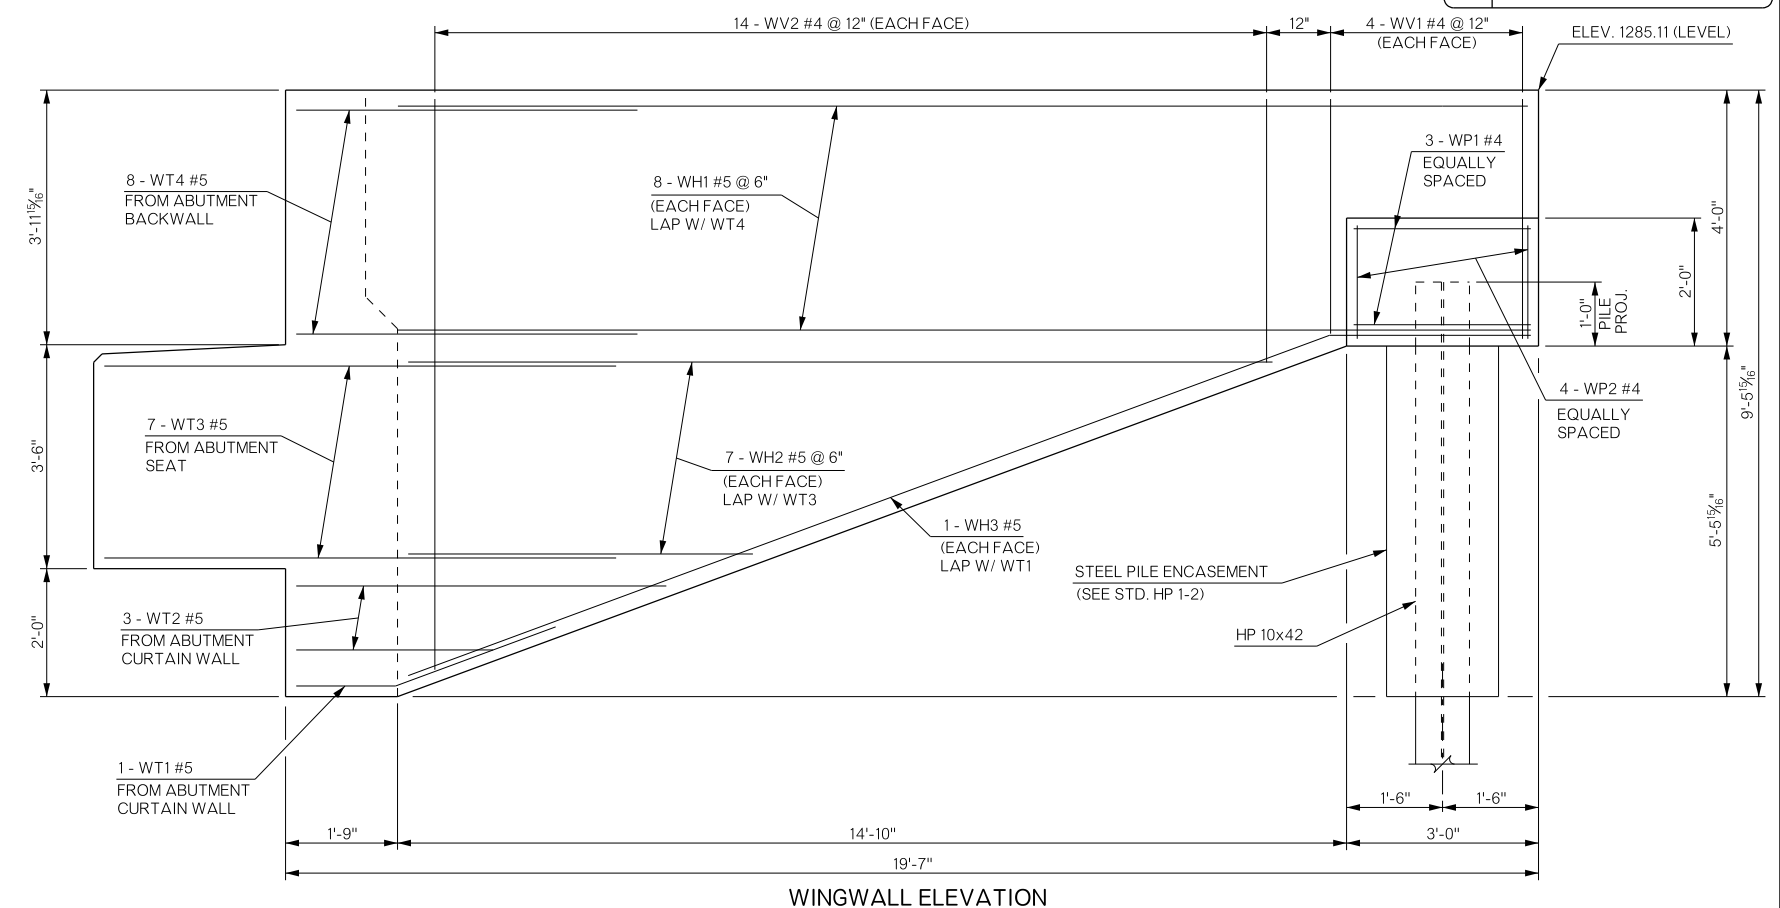 14 - WV2 #4 @ 12" (EACH FACE)
12"
4 - WV1 #4 @ 12"
(EACH FACE)
ELEV. 1285.11 (LEVEL)
3'-11 15/16"
8 - WT4 #5
FROM ABUTMENT
BACKWALL
8 - WH1 #5 @ 6"
(EACH FACE)
LAP W/ WT4
3 - WP1 #4
EQUALLY
SPACED
4'-0"
2'-0"
1'-0"
PILE
PROJ.
9'-5 15/16"
4 - WP2 #4
EQUALLY
SPACED
3'-6"
7 - WT3 #5
FROM ABUTMENT
SEAT
7 - WH2 #5 @ 6"
(EACH FACE)
LAP W/ WT3
1 - WH3 #5
(EACH FACE)
LAP W/ WT1
5'-5 15/16"
STEEL PILE ENCASEMENT
(SEE STD. HP 1-2)
HP 10x42
2'-0"
3 - WT2 #5
FROM ABUTMENT
CURTAIN WALL
1 - WT1 #5
FROM ABUTMENT
CURTAIN WALL
1'-6"
1'-6"
1'-9"
14'-10"
3'-0"
19'-7"
WINGWALL ELEVATION